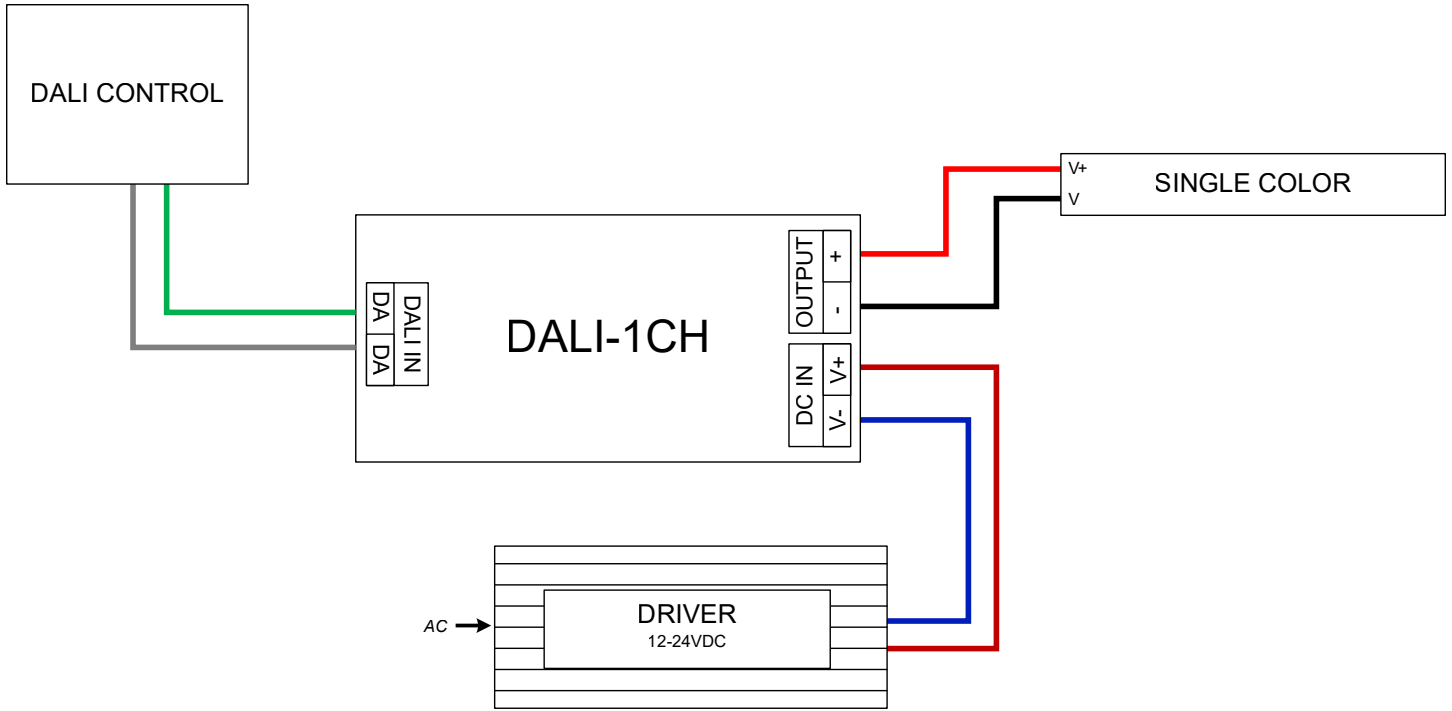 DALI CONTROL
V+
SINGLE COLOR
V
OUTPUT
+
-
DALI IN
DA
DA
DALI-1CH
DC IN
V+
V-
DRIVER
12-24VDC
AC